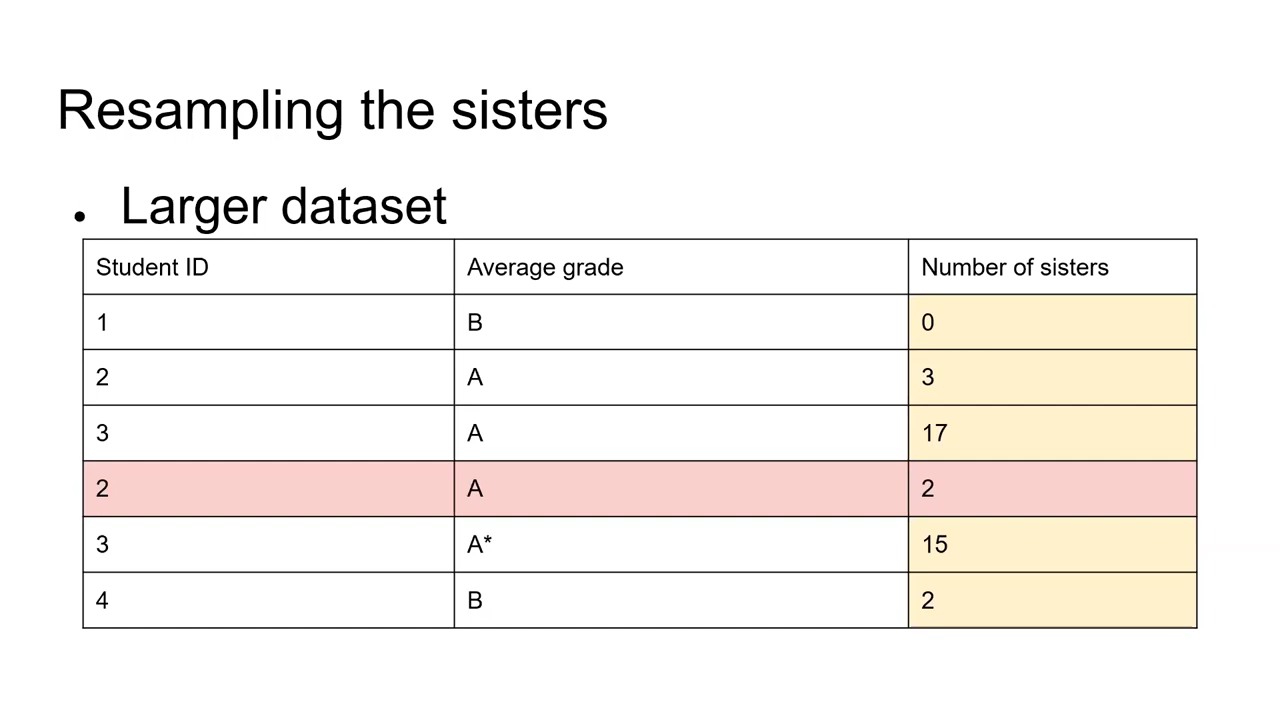 Resampling the sisters
• Larger dataset
Student ID Average grade Number of sisters
1 B 0
2 A 3
3 A 17
2 A 2
3 A* 15
4 B 2